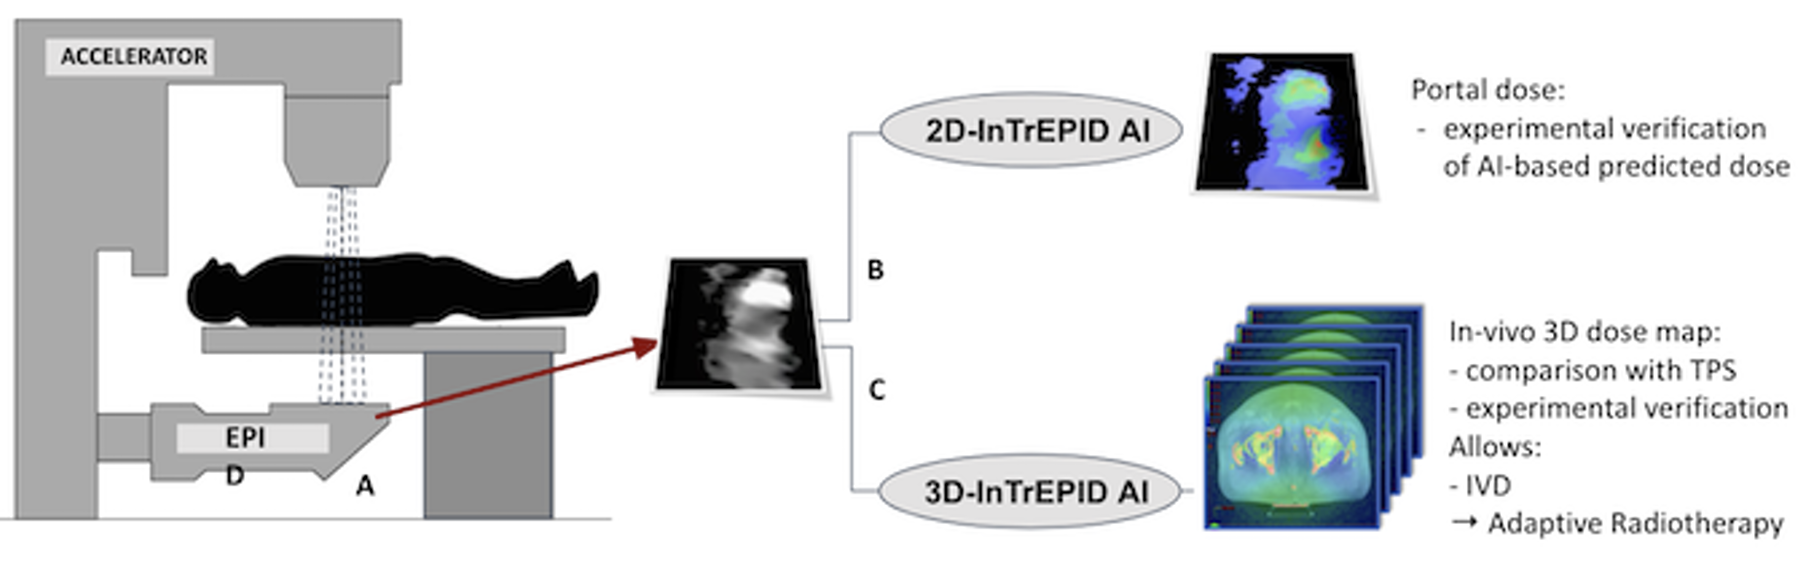 ACCELERATOR
EPI
D
A
B
C
2D-InTrEPID AI
Portal dose:
- experimental verification
of AI-based predicted dose
3D-InTrEPID AI
In-vivo 3D dose map:
- comparison with TPS
- experimental verification
Allows:
- IVD
→ Adaptive Radiotherapy